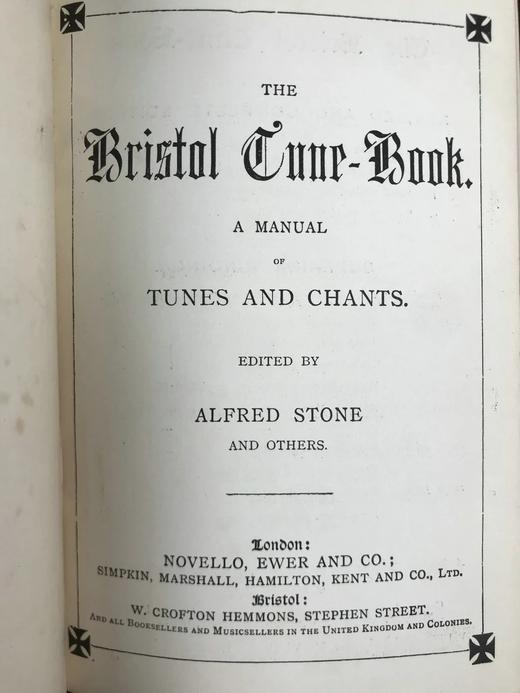 THE
Bristol Tune-Book.
A MANUAL
OF
TUNES AND CHANTS.
EDITED BY
ALFRED STONE
AND OTHERS.
London:
NOVELLO, EWER AND CO.;
SIMPKIN, MARSHALL, HAMILTON, KENT AND CO., LTD.
Bristol:
W. CROFTON HEMMONS, STEPHEN STREET.
AND ALL BOOKSELLERS AND MUSICSELLERS IN THE UNITED KINGDOM AND COLONIES.